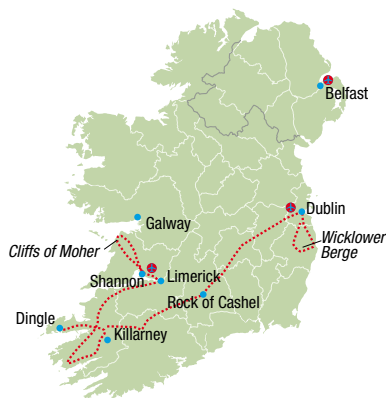 Belfast
Dublin
Galway
Wicklower
Berge
Cliffs of Moher
Shannon
Limerick
Rock of Cashel
Dingle
Killarney